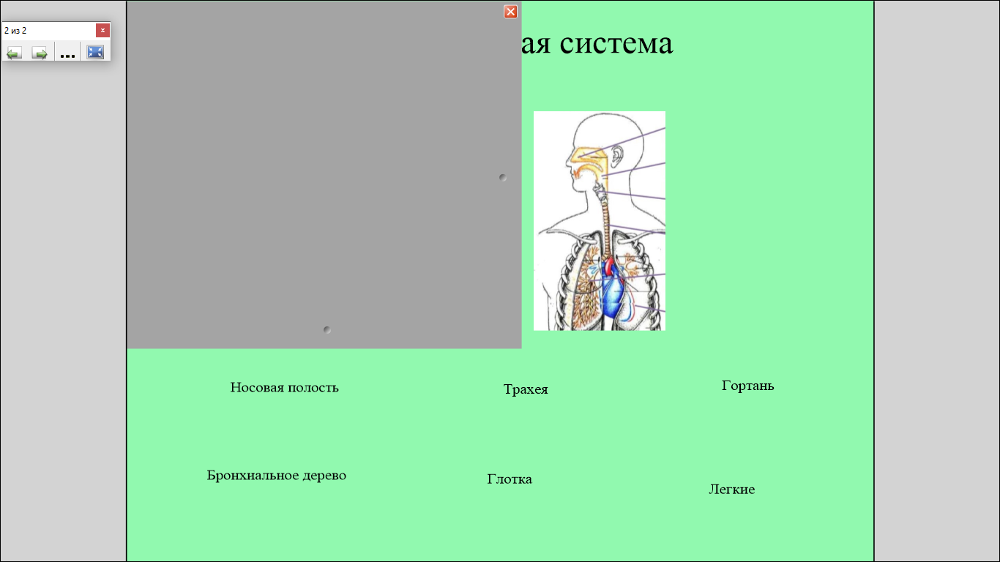 2 из 2
ая система
Носовая полость
Трахея
Гортань
Бронхиальное дерево
Глотка
Легкие